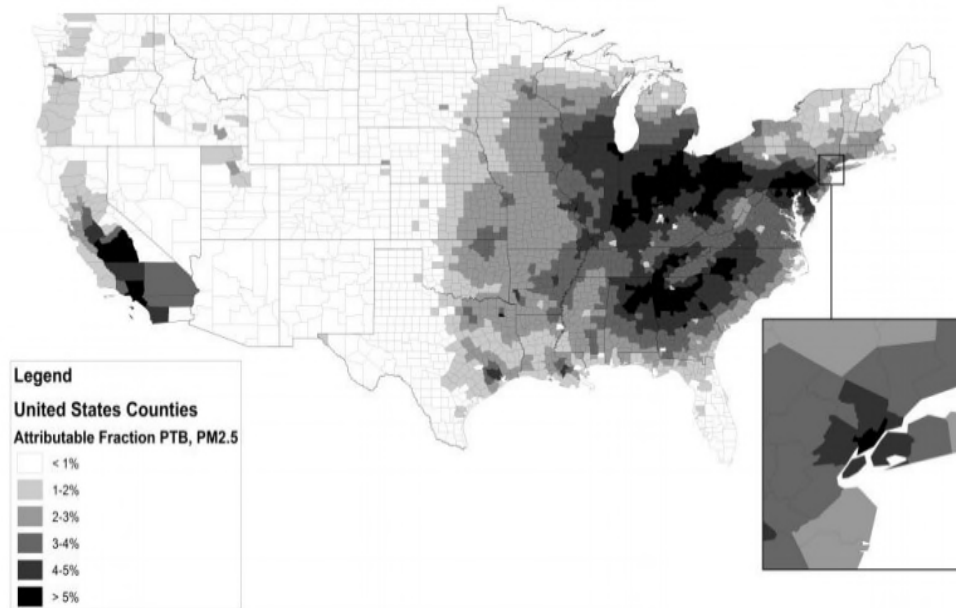 Legend
United States Counties
Attributable Fraction PTB, PM2.5
< 1%
1-2%
2-3%
3-4%
4-5%
> 5%